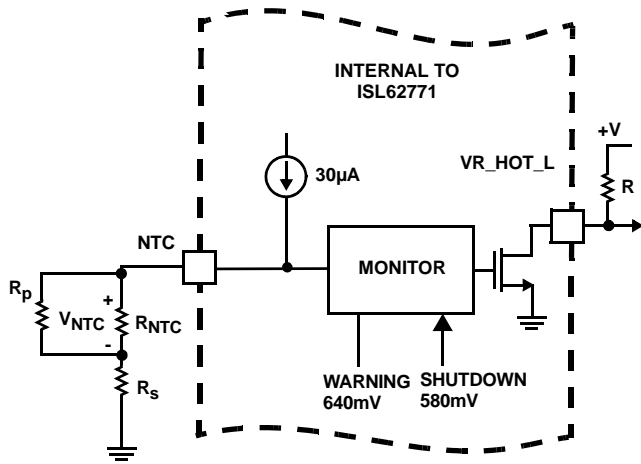 INTERNAL TO
ISL62771
+V
VR_HOT_L
R
30µA
NTC
MONITOR
Rp
+
VNTC
RNTC
-
Rs
WARNING
640mV
SHUTDOWN
580mV